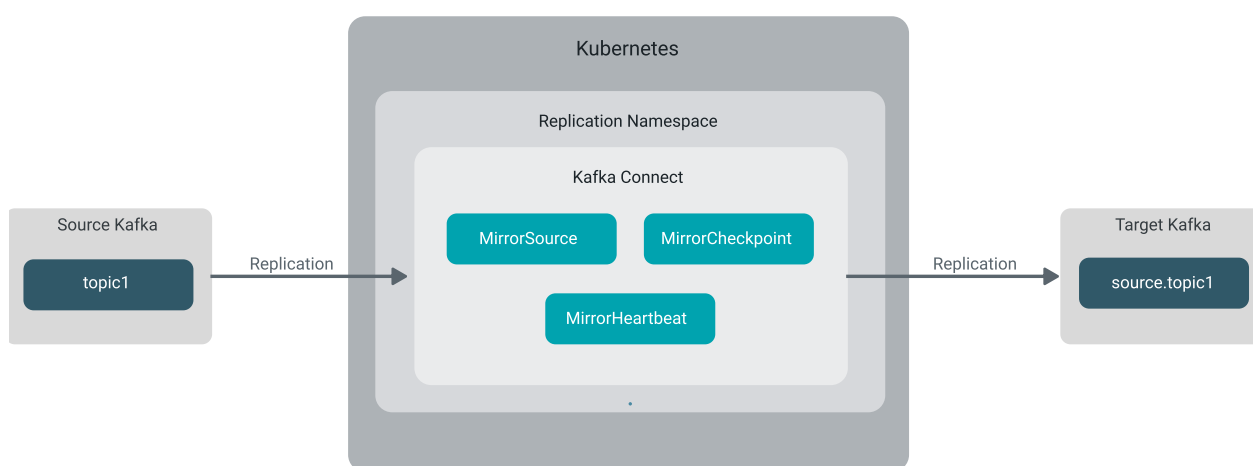 Kubernetes
Replication Namespace
Kafka Connect
MirrorSource
MirrorCheckpoint
MirrorHeartbeat
Source Kafka
topic1
Replication
Replication
Target Kafka
source.topic1